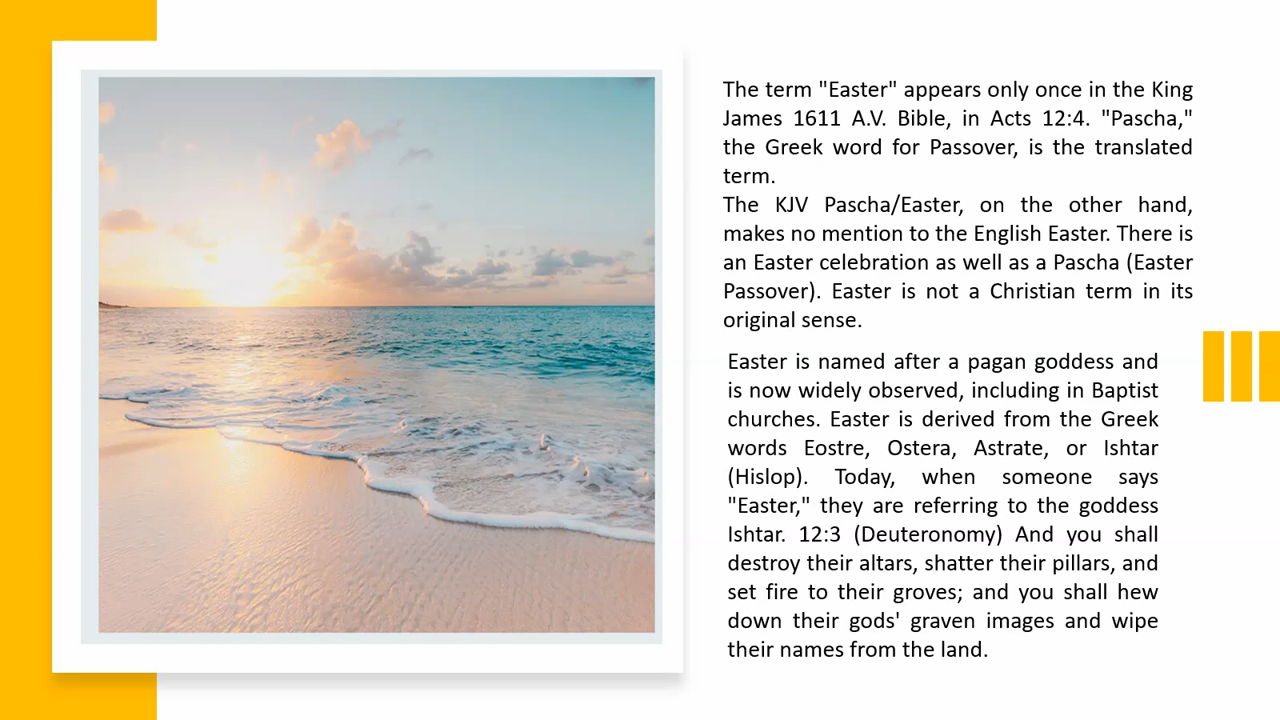 The term "Easter" appears only once in the King
James 1611 A.V. Bible, in Acts 12:4. "Pascha,"
the Greek word for Passover, is the translated
term.
The KJV Pascha/Easter, on the other hand,
makes no mention to the English Easter. There is
an Easter celebration as well as a Pascha (Easter
Passover). Easter is not a Christian term in its
original sense.
Easter is named after a pagan goddess and
is now widely observed, including in Baptist
churches. Easter is derived from the Greek
words Eostre, Ostera, Astrate, or Ishtar
(Hislop). Today, when someone says
"Easter," they are referring to the goddess
Ishtar. 12:3 (Deuteronomy) And you shall
destroy their altars, shatter their pillars, and
set fire to their groves; and you shall hew
down their gods' graven images and wipe
their names from the land.